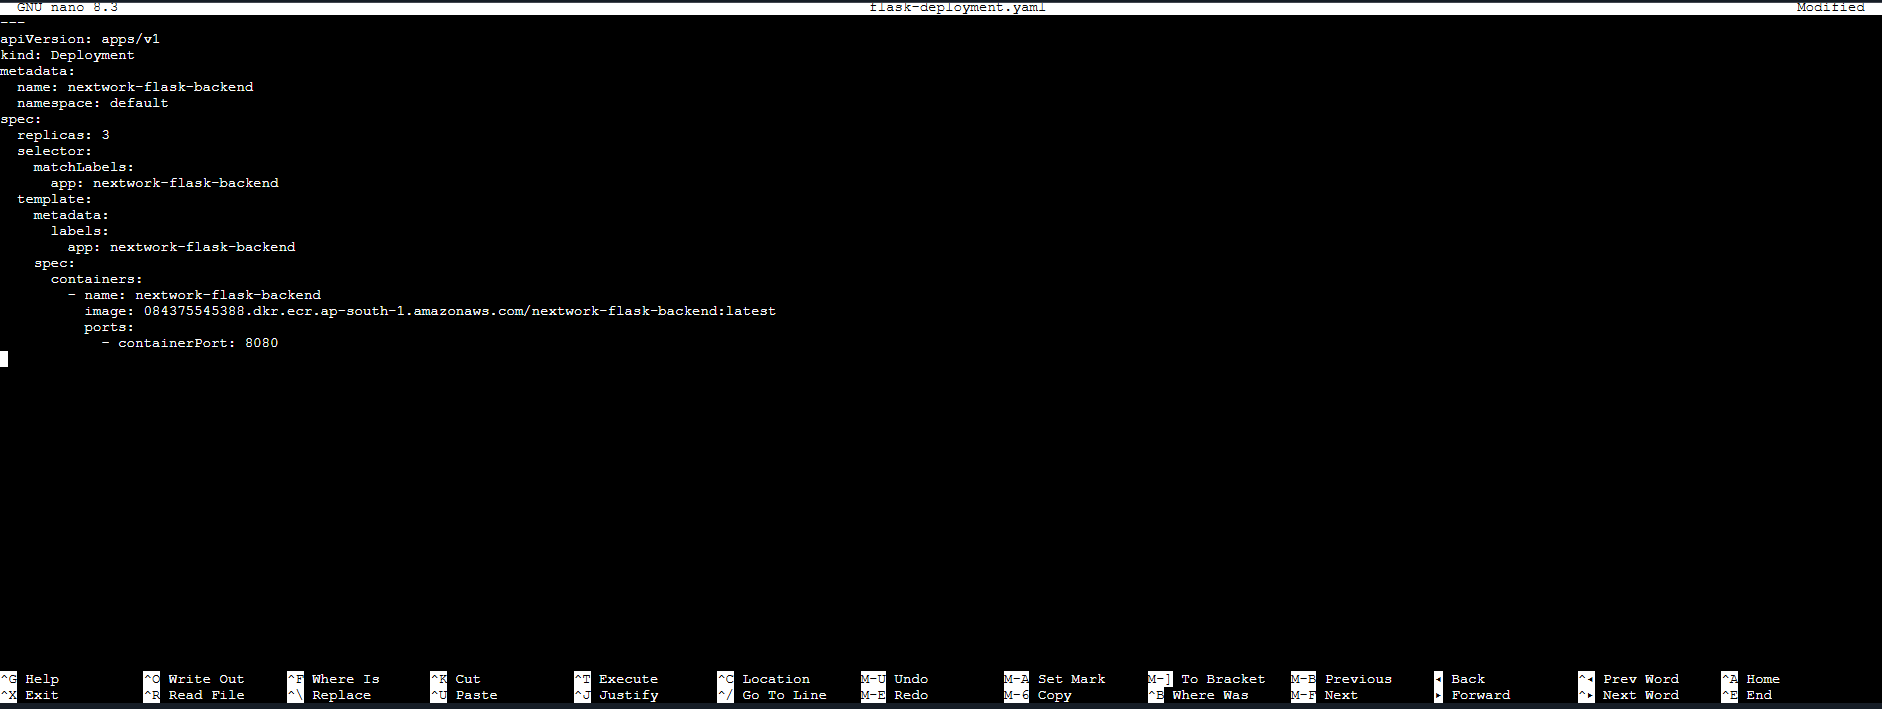 GNU nano 8.3 flask-deployment.yaml Modified
---
apiVersion: apps/v1
kind: Deployment
metadata:
  name: nextwork-flask-backend
  namespace: default
spec:
  replicas: 3
  selector:
    matchLabels:
      app: nextwork-flask-backend
  template:
    metadata:
      labels:
        app: nextwork-flask-backend
    spec:
      containers:
        - name: nextwork-flask-backend
          image: 084375545388.dkr.ecr.ap-south-1.amazonaws.com/nextwork-flask-backend:latest
          ports:
            - containerPort: 8080
^G Help ^O Write Out ^F Where Is ^K Cut ^T Execute ^C Location M-U Undo M-A Set Mark M-] To Bracket M-B Previous ◂ Back ^◂ Prev Word ^A Home
^X Exit ^R Read File ^\ Replace ^U Paste ^J Justify ^/ Go To Line M-E Redo M-6 Copy ^B Where Was M-F Next ▸ Forward ^▸ Next Word ^E End